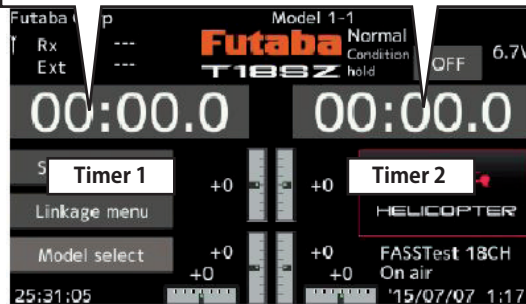 Futaba Model 1-1
Rx ---
Ext ---
Futaba
T18SZ
Normal
Condition
hold
OFF
6.7V
00:00.0 00:00.0
Timer 1 Timer 2
+0 +0
Linkage menu
HELICOPTER
Model select
+0 +0
+0 +0
FASSTest 18CH
On air
25:31:05 '15/07/07 1:17